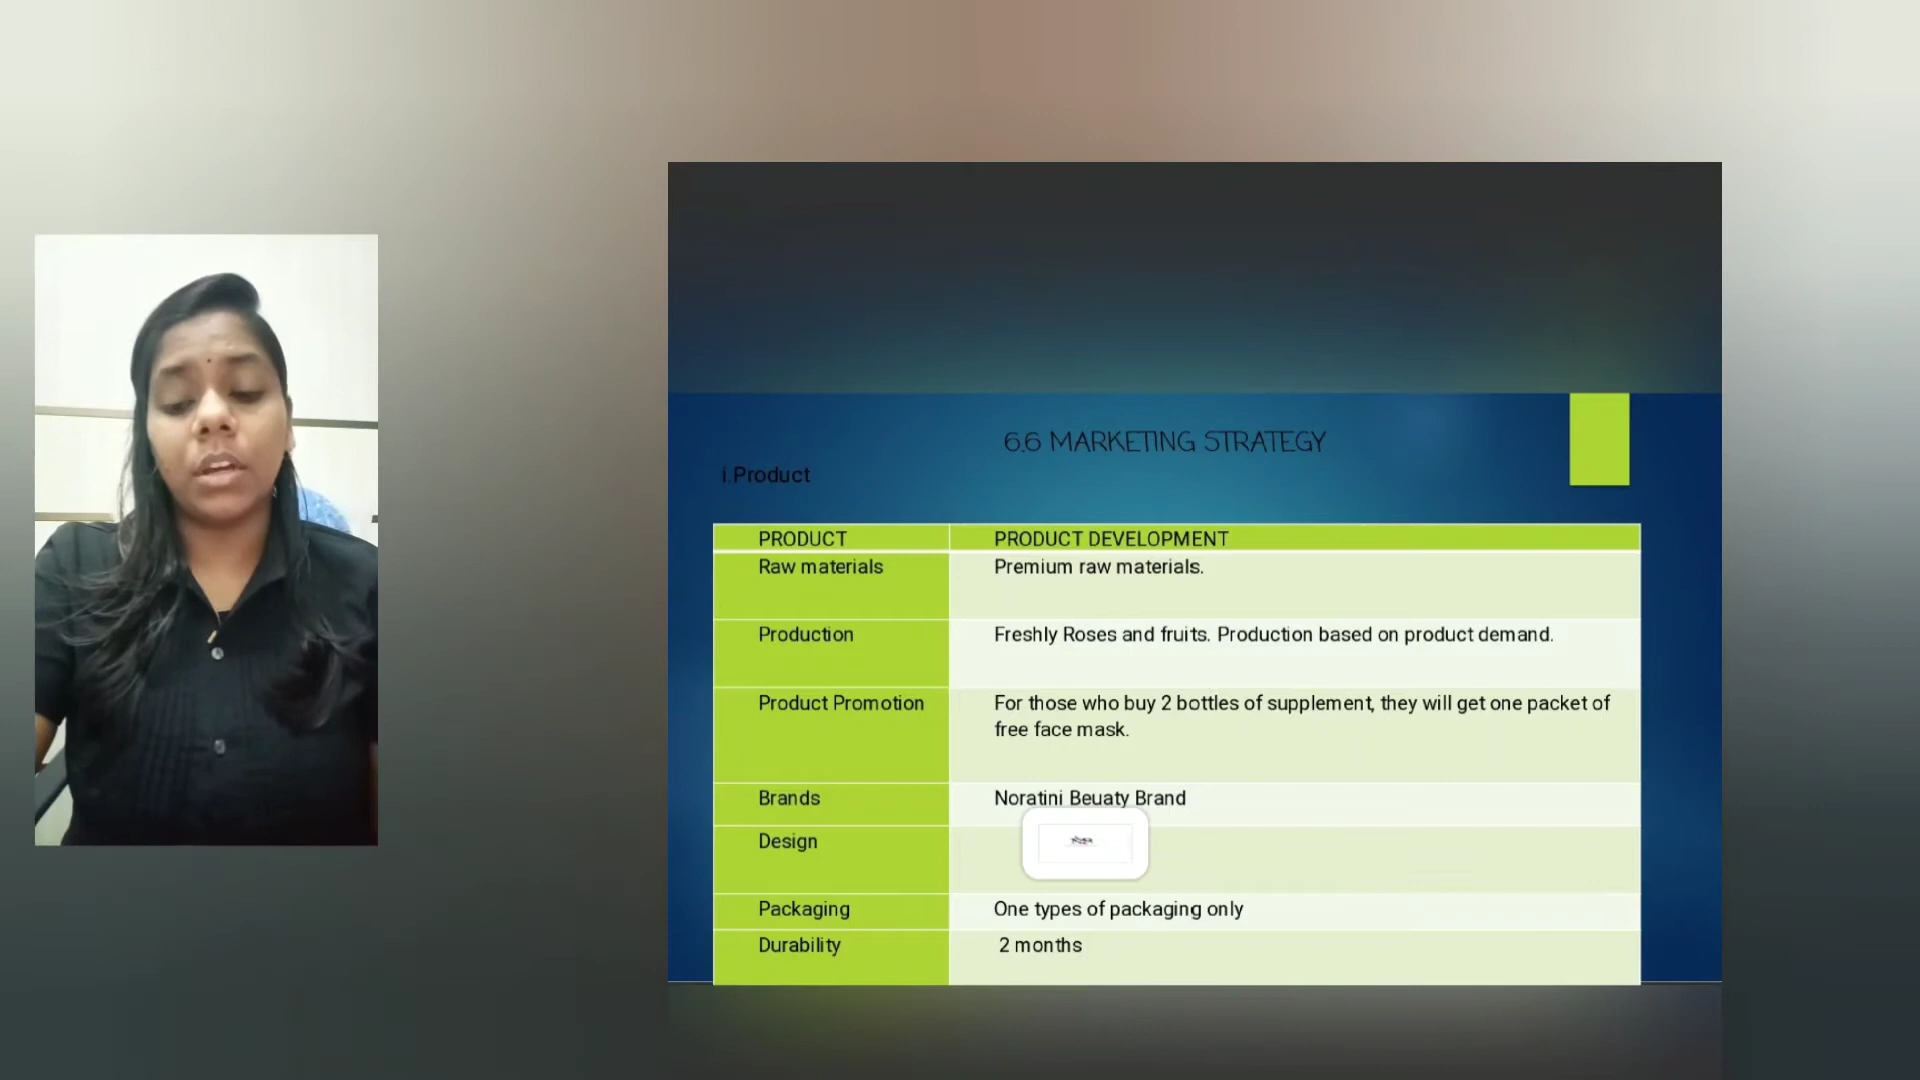 6.6 MARKETING STRATEGY
i.Product
PRODUCT
PRODUCT DEVELOPMENT
Raw materials
Premium raw materials.
Production
Freshly Roses and fruits. Production based on product demand.
Product Promotion
For those who buy 2 bottles of supplement, they will get one packet of
free face mask.
Brands
Noratini Beuaty Brand
Design
Packaging
One types of packaging only
Durability
2 months